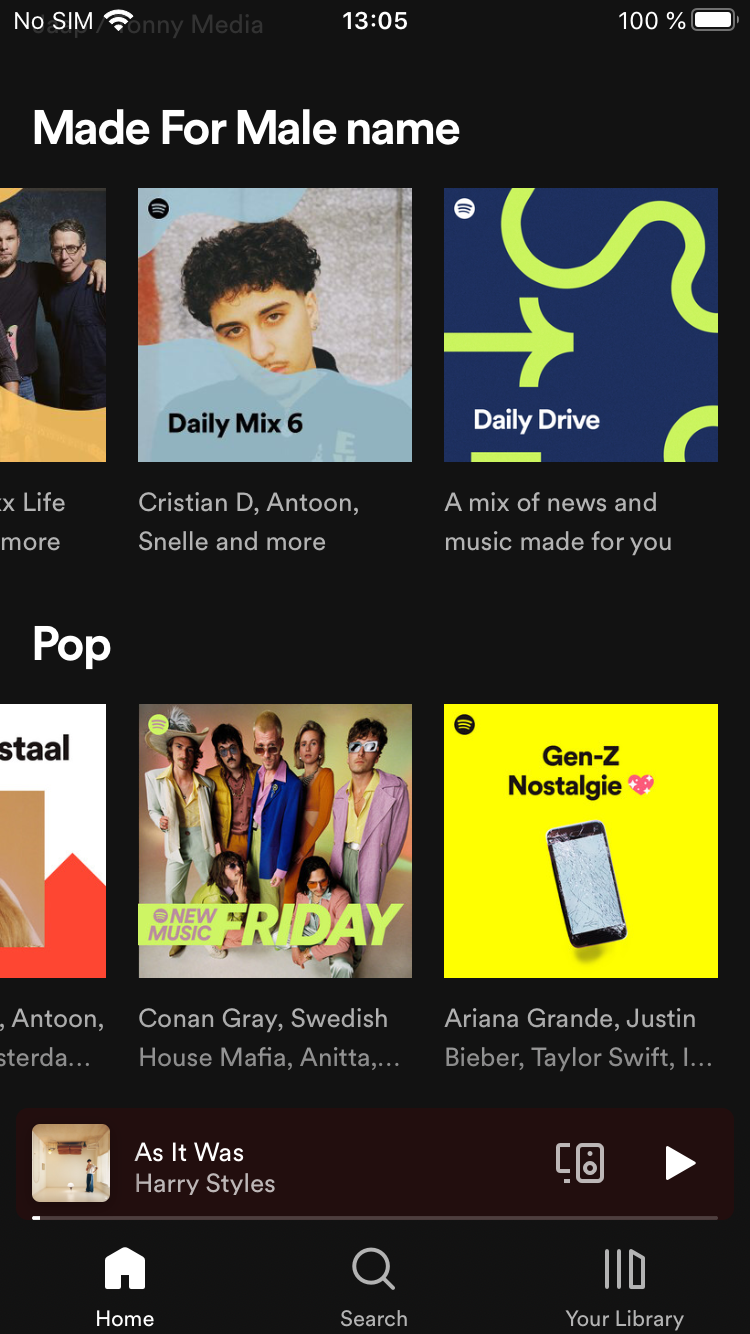 No SIM
13:05
100 %
Jaap / Jonny Media
Made For Male name
Daily Mix 6
Daily Drive
x Life
more
Cristian D, Antoon,
Snelle and more
A mix of news and
music made for you
Pop
staal
NEW
MUSIC
FRIDAY
Gen-Z
Nostalgie
, Antoon,
sterda...
Conan Gray, Swedish
House Mafia, Anitta,...
Ariana Grande, Justin
Bieber, Taylor Swift, I...
As It Was
Harry Styles
Home
Search
Your Library